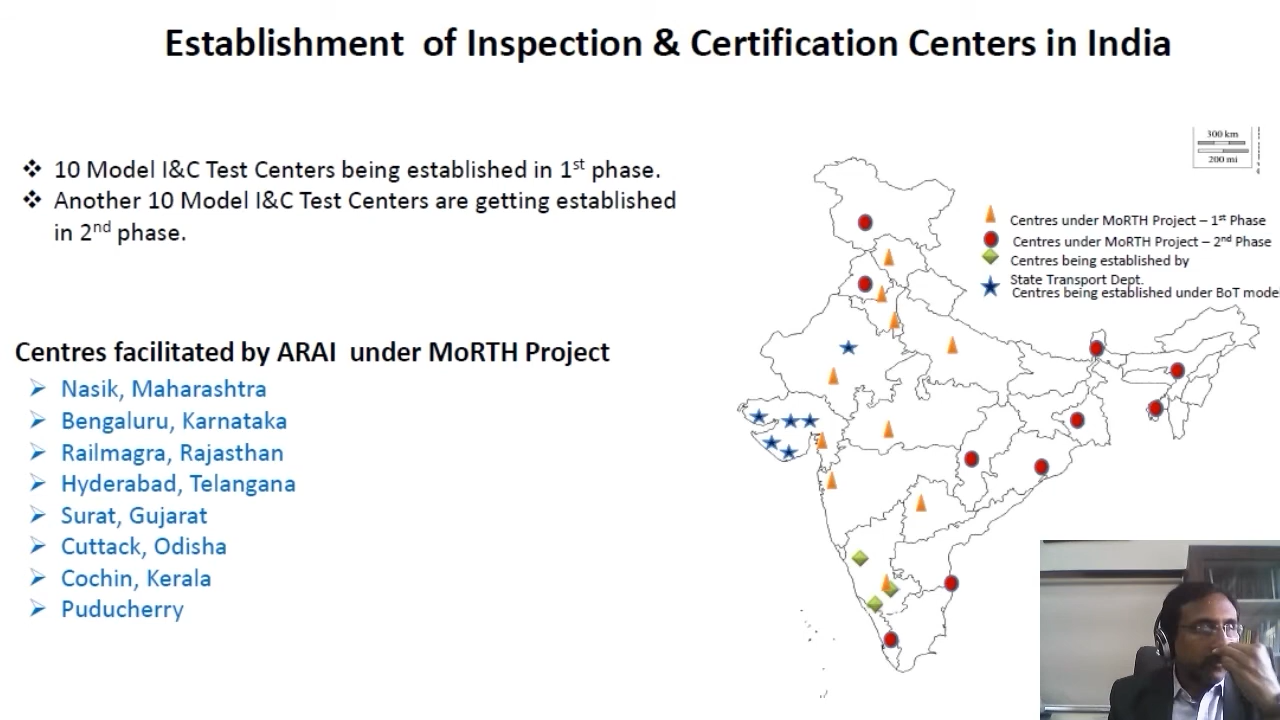 Establishment of Inspection & Certification Centers in India
10 Model I&C Test Centers being established in 1st phase.
Another 10 Model I&C Test Centers are getting established
in 2nd phase.
300 km
200 mi
Centres under MoRTH Project – 1st Phase
Centres under MoRTH Project – 2nd Phase
Centres being established by
State Transport Dept.
Centres being established under BoT model
Centres facilitated by ARAI under MoRTH Project
Nasik, Maharashtra
Bengaluru, Karnataka
Railmagra, Rajasthan
Hyderabad, Telangana
Surat, Gujarat
Cuttack, Odisha
Cochin, Kerala
Puducherry